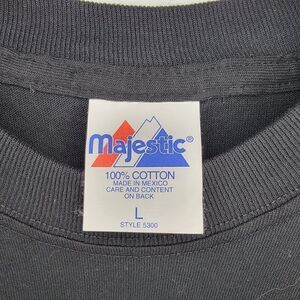 Majestic®
100% COTTON
MADE IN MEXICO
CARE AND CONTENT
ON BACK
L
STYLE 5300